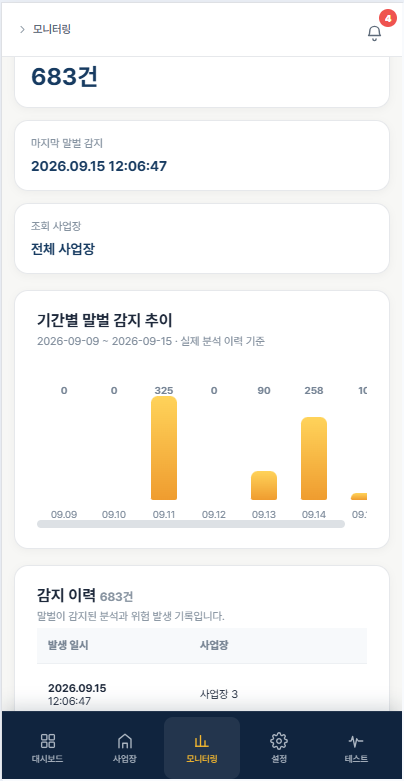 모니터링
4
683건
마지막 말벌 감지
2026.09.15 12:06:47
조회 사업장
전체 사업장
기간별 말벌 감지 추이
2026-09-09 ~ 2026-09-15 · 실제 분석 이력 기준
0 0 325 0 90 258 10
09.09 09.10 09.11 09.12 09.13 09.14 09.
감지 이력 683건
말벌이 감지된 분석과 위험 발생 기록입니다.
발생 일시 사업장
2026.09.15
12:06:47
사업장 3
대시보드 사업장 모니터링 설정 테스트